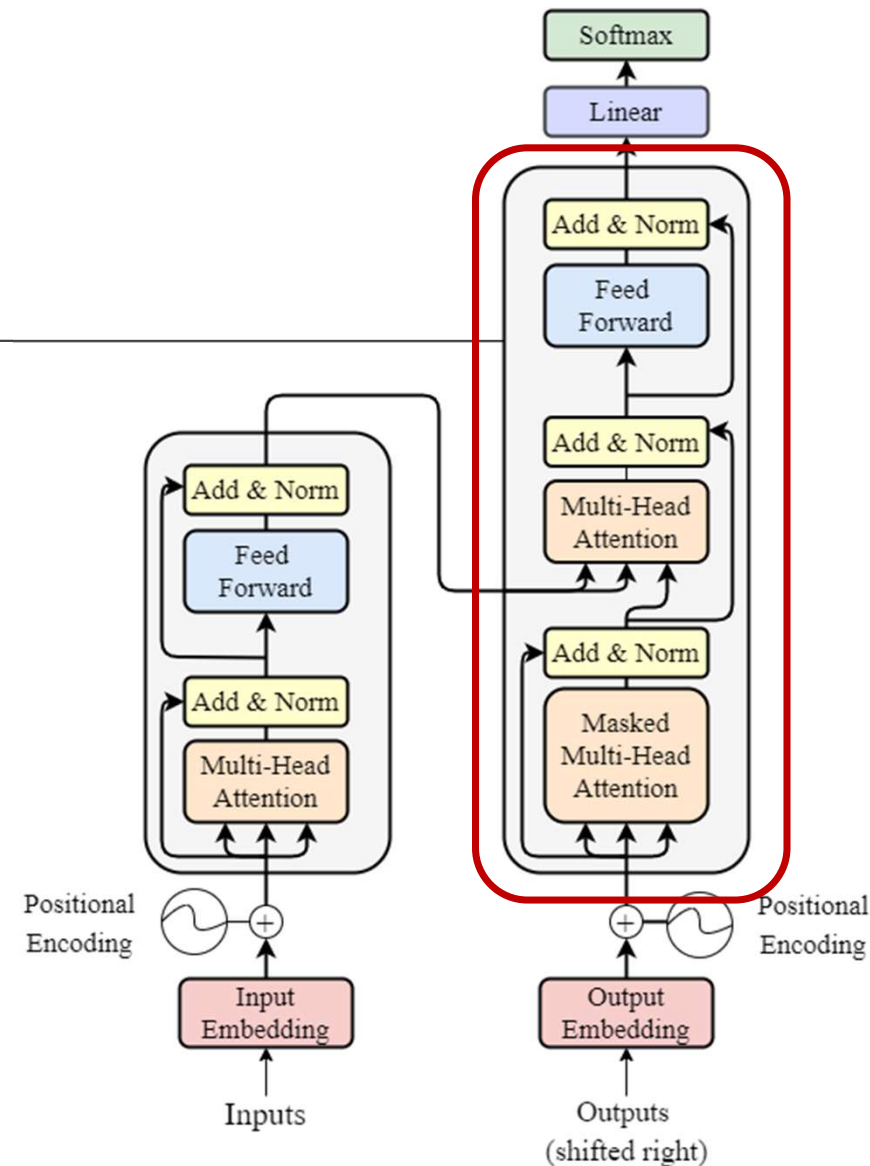 Softmax
Linear
Add & Norm
Feed
Forward
Add & Norm
Multi-Head
Attention
Add & Norm
Masked
Multi-Head
Attention
Add & Norm
Feed
Forward
Add & Norm
Multi-Head
Attention
Positional
Encoding
Positional
Encoding
Input
Embedding
Output
Embedding
Inputs
Outputs
(shifted right)